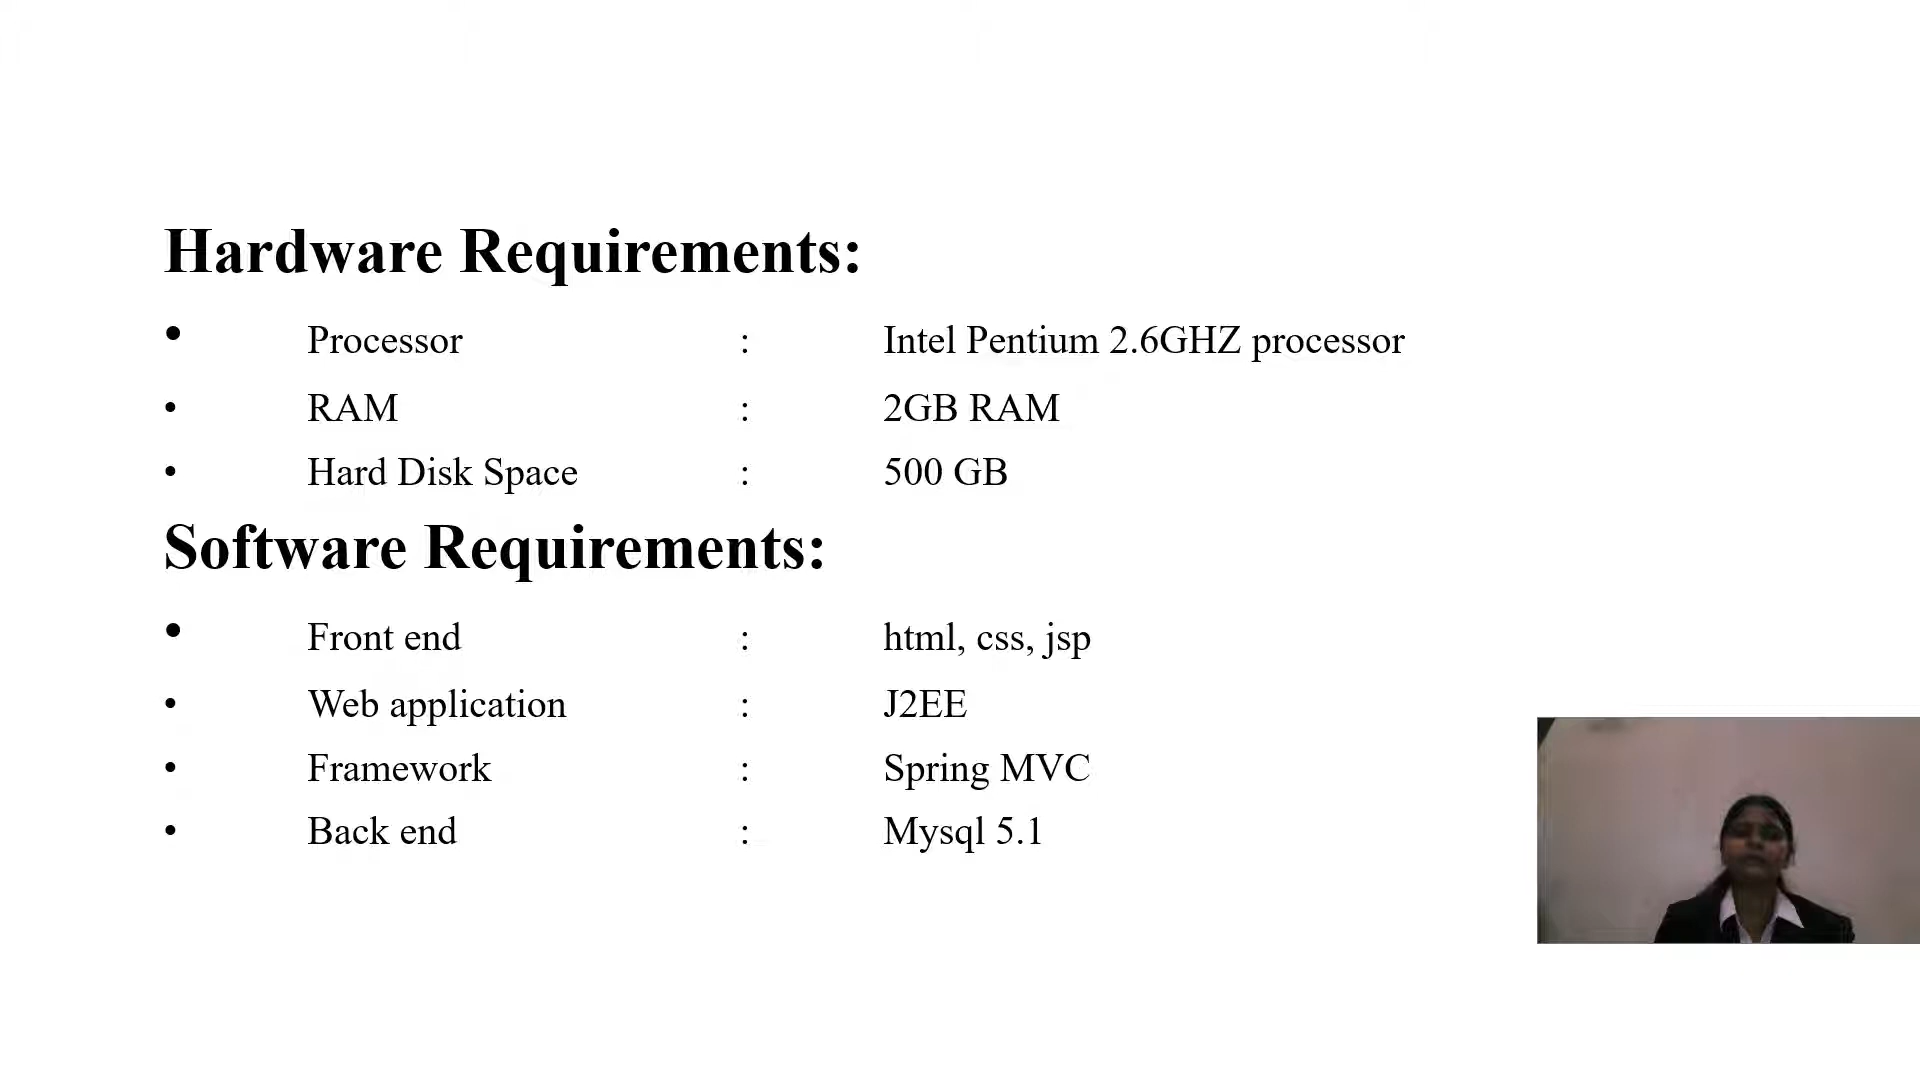 Hardware Requirements:
• Processor : Intel Pentium 2.6GHZ processor
• RAM : 2GB RAM
• Hard Disk Space : 500 GB
Software Requirements:
• Front end : html, css, jsp
• Web application : J2EE
• Framework : Spring MVC
• Back end : Mysql 5.1